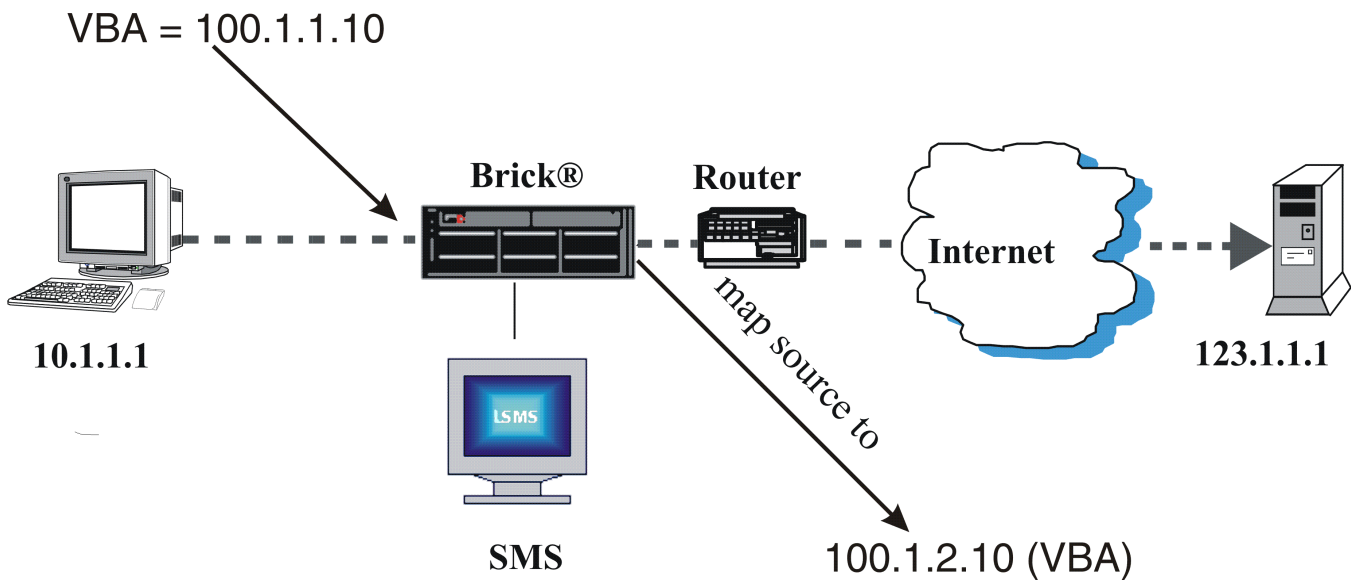 VBA = 100.1.1.10
Brick®
Router
Internet
10.1.1.1
123.1.1.1
map source to
LSMS
SMS
100.1.2.10 (VBA)